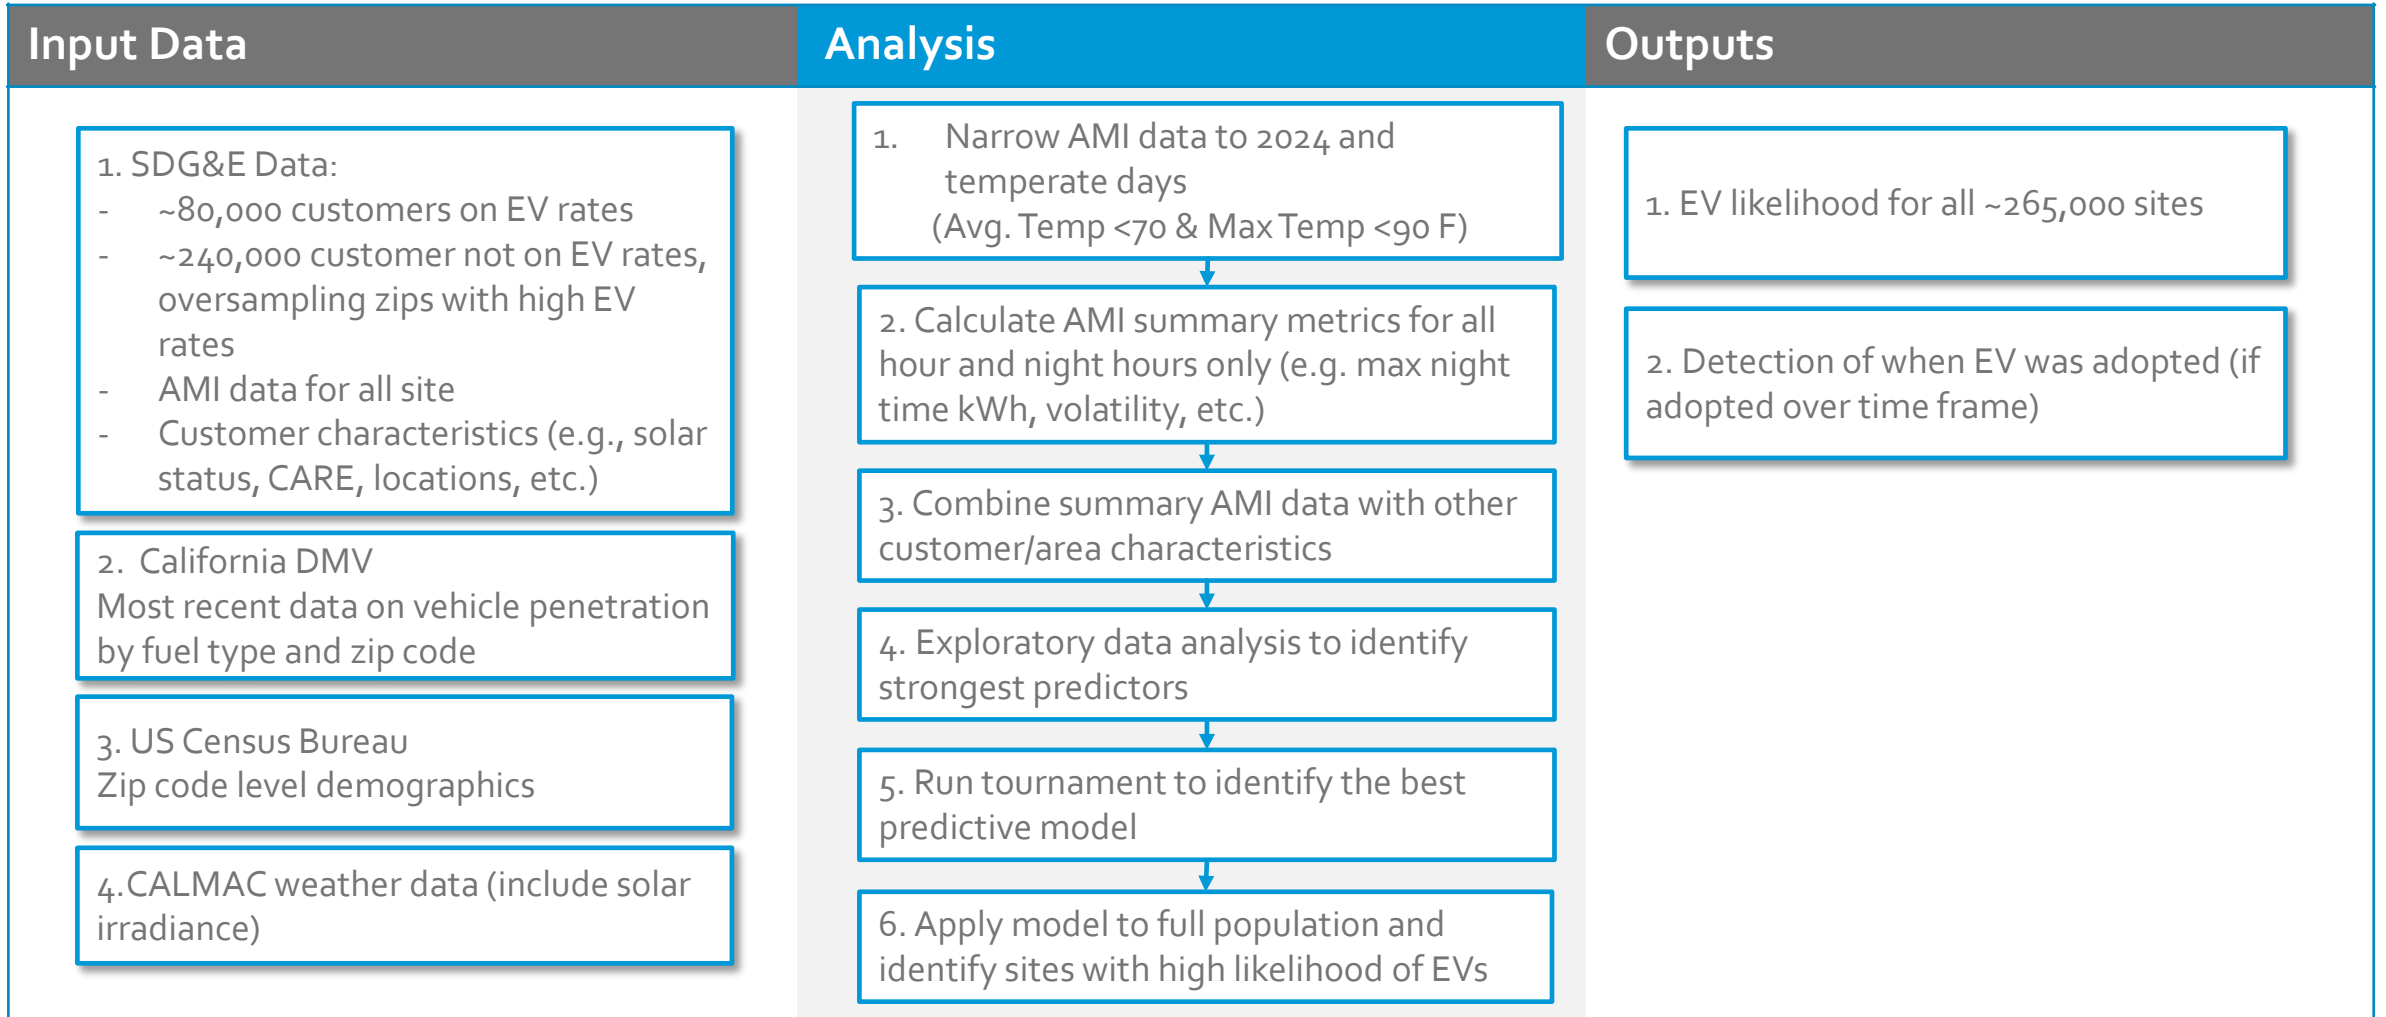 Input Data
Analysis
Outputs
1. SDG&E Data:
- ~80,000 customers on EV rates
- ~240,000 customer not on EV rates,
oversampling zips with high EV
rates
- AMI data for all site
- Customer characteristics (e.g., solar
status, CARE, locations, etc.)
2. California DMV
Most recent data on vehicle penetration
by fuel type and zip code
3. US Census Bureau
Zip code level demographics
4.CALMAC weather data (include solar
irradiance)
1. Narrow AMI data to 2024 and
temperate days
(Avg. Temp <70 & Max Temp <90 F)
2. Calculate AMI summary metrics for all
hour and night hours only (e.g. max night
time kWh, volatility, etc.)
3. Combine summary AMI data with other
customer/area characteristics
4. Exploratory data analysis to identify
strongest predictors
5. Run tournament to identify the best
predictive model
6. Apply model to full population and
identify sites with high likelihood of EVs
1. EV likelihood for all ~265,000 sites
2. Detection of when EV was adopted (if
adopted over time frame)